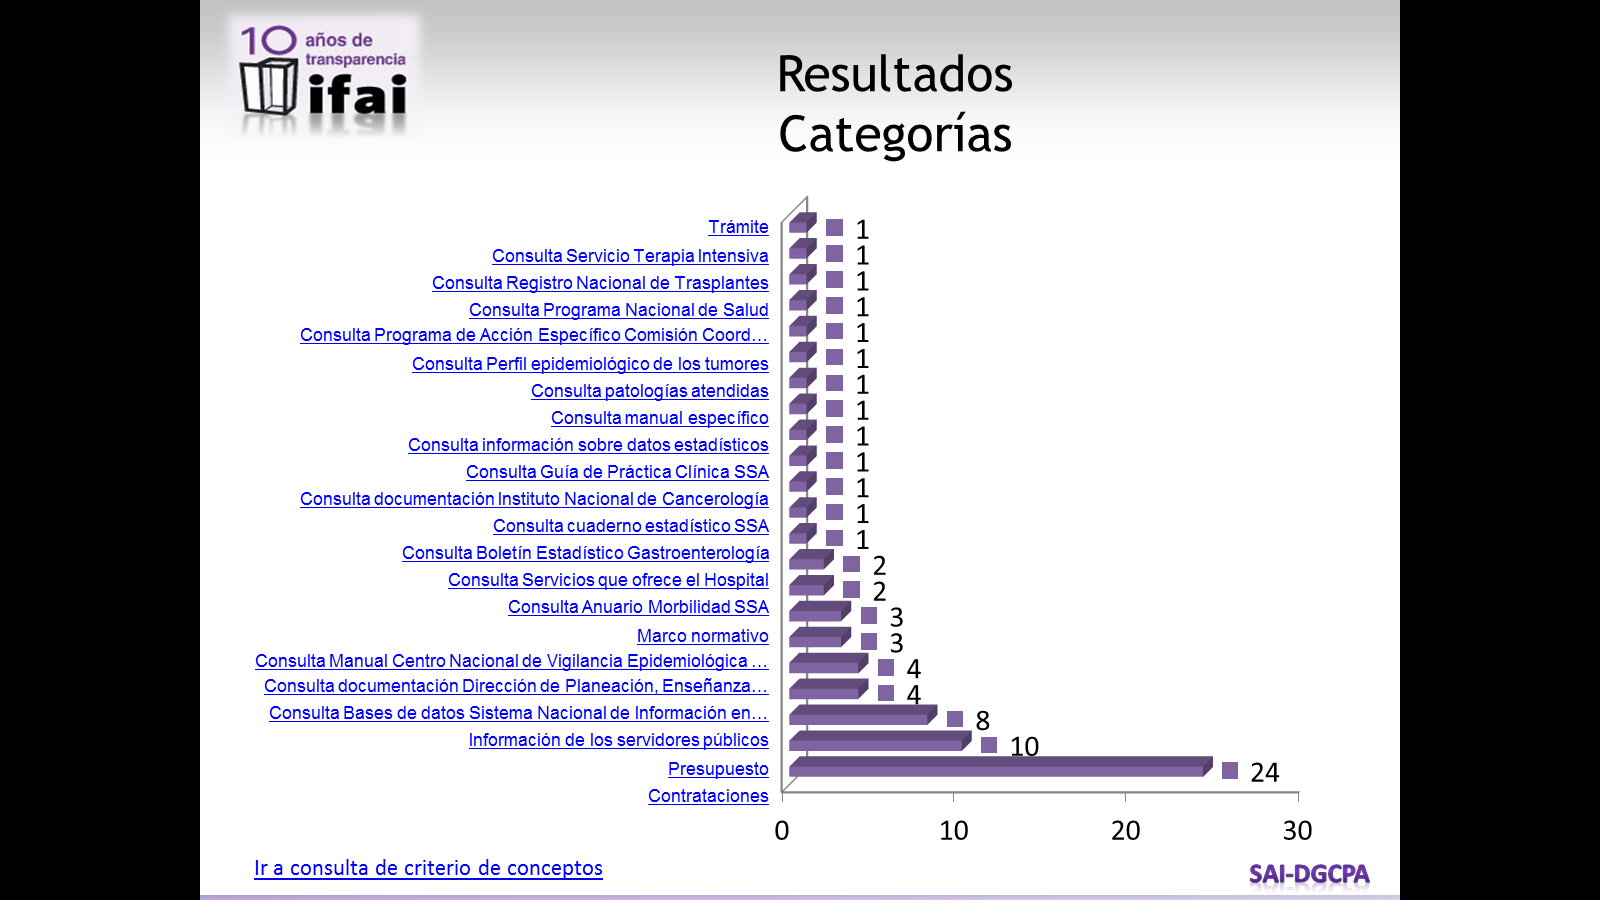 10 años de
transparencia
ifai
Resultados
Categorías
Trámite
Consulta Servicio Terapia Intensiva
Consulta Registro Nacional de Trasplantes
Consulta Programa Nacional de Salud
Consulta Programa de Acción Específico Comisión Coord…
Consulta Perfil epidemiológico de los tumores
Consulta patologías atendidas
Consulta manual específico
Consulta información sobre datos estadísticos
Consulta Guía de Práctica Clínica SSA
Consulta documentación Instituto Nacional de Cancerología
Consulta cuaderno estadístico SSA
Consulta Boletín Estadístico Gastroenterología
Consulta Servicios que ofrece el Hospital
Consulta Anuario Morbilidad SSA
Marco normativo
Consulta Manual Centro Nacional de Vigilancia Epidemiológica …
Consulta documentación Dirección de Planeación, Enseñanza…
Consulta Bases de datos Sistema Nacional de Información en…
Información de los servidores públicos
Presupuesto
Contrataciones
1
1
1
1
1
1
1
1
1
1
1
1
1
2
2
3
3
4
4
8
10
24
0 10 20 30
Ir a consulta de criterio de conceptos
SAI-DGCPA